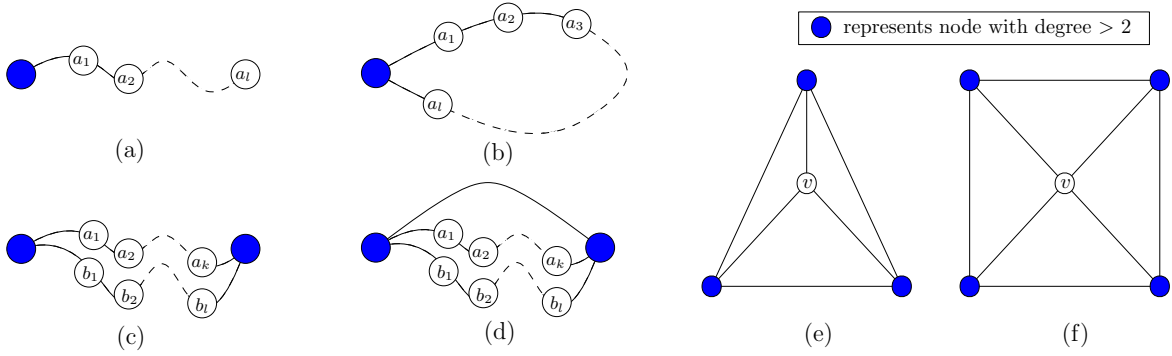 represents node with degree > 2
a₁ a₂ aₗ
(a)
a₁ a₂ a₃ aₗ
(b)
a₁ a₂ aₖ
b₁ b₂ bₗ
(c)
a₁ a₂ aₖ
b₁ b₂ bₗ
(d)
v
(e)
v
(f)